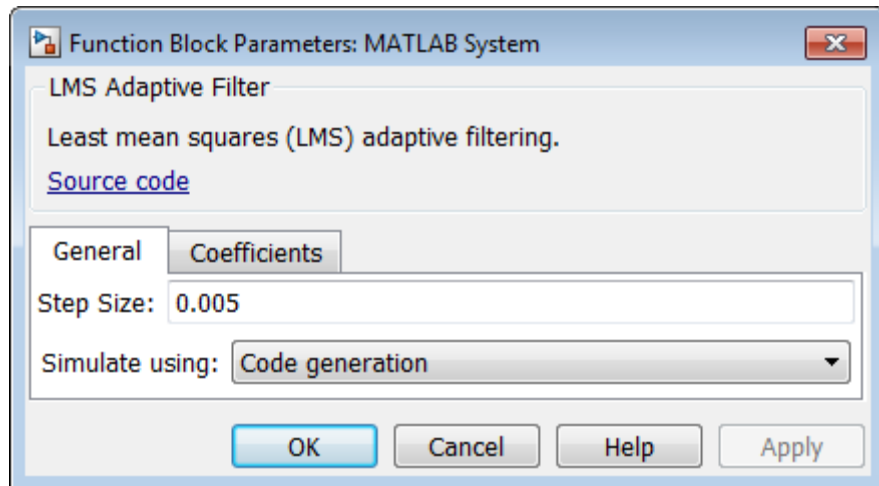 Function Block Parameters: MATLAB System
LMS Adaptive Filter
Least mean squares (LMS) adaptive filtering.
Source code
General Coefficients
Step Size: 0.005
Simulate using: Code generation
OK Cancel Help Apply